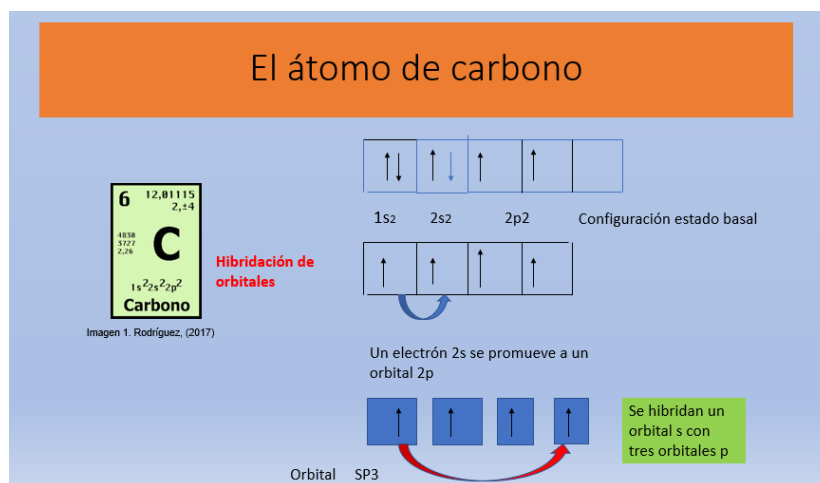 El átomo de carbono
6 12,01115
2,±4
4830
3727
2,26
C
1s²2s²2p²
Carbono
Imagen 1. Rodríguez, (2017)
Hibridación de
orbitales
1s2 2s2 2p2 Configuración estado basal
Un electrón 2s se promueve a un
orbital 2p
Se hibridan un
orbital s con
tres orbitales p
Orbital SP3